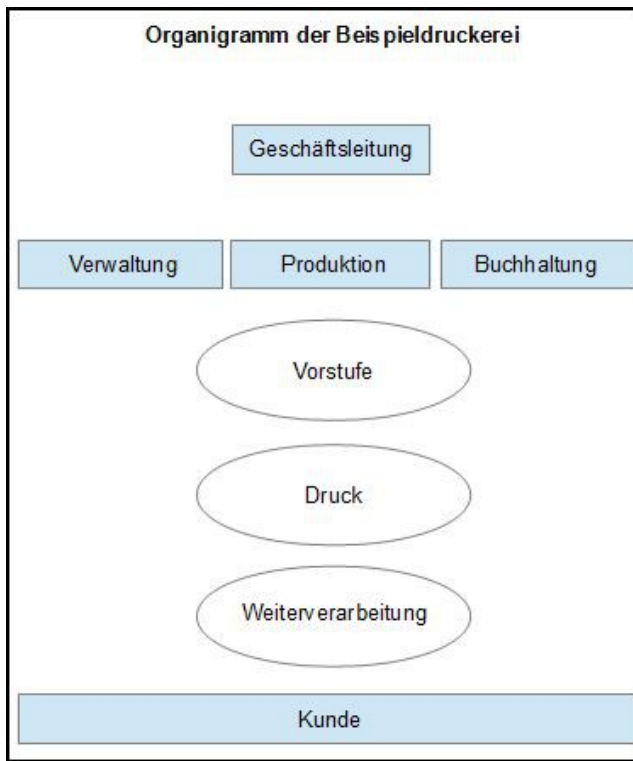 Organigramm der Beispieldruckerei
Geschäftsleitung
Verwaltung
Produktion
Buchhaltung
Vorstufe
Druck
Weiterverarbeitung
Kunde